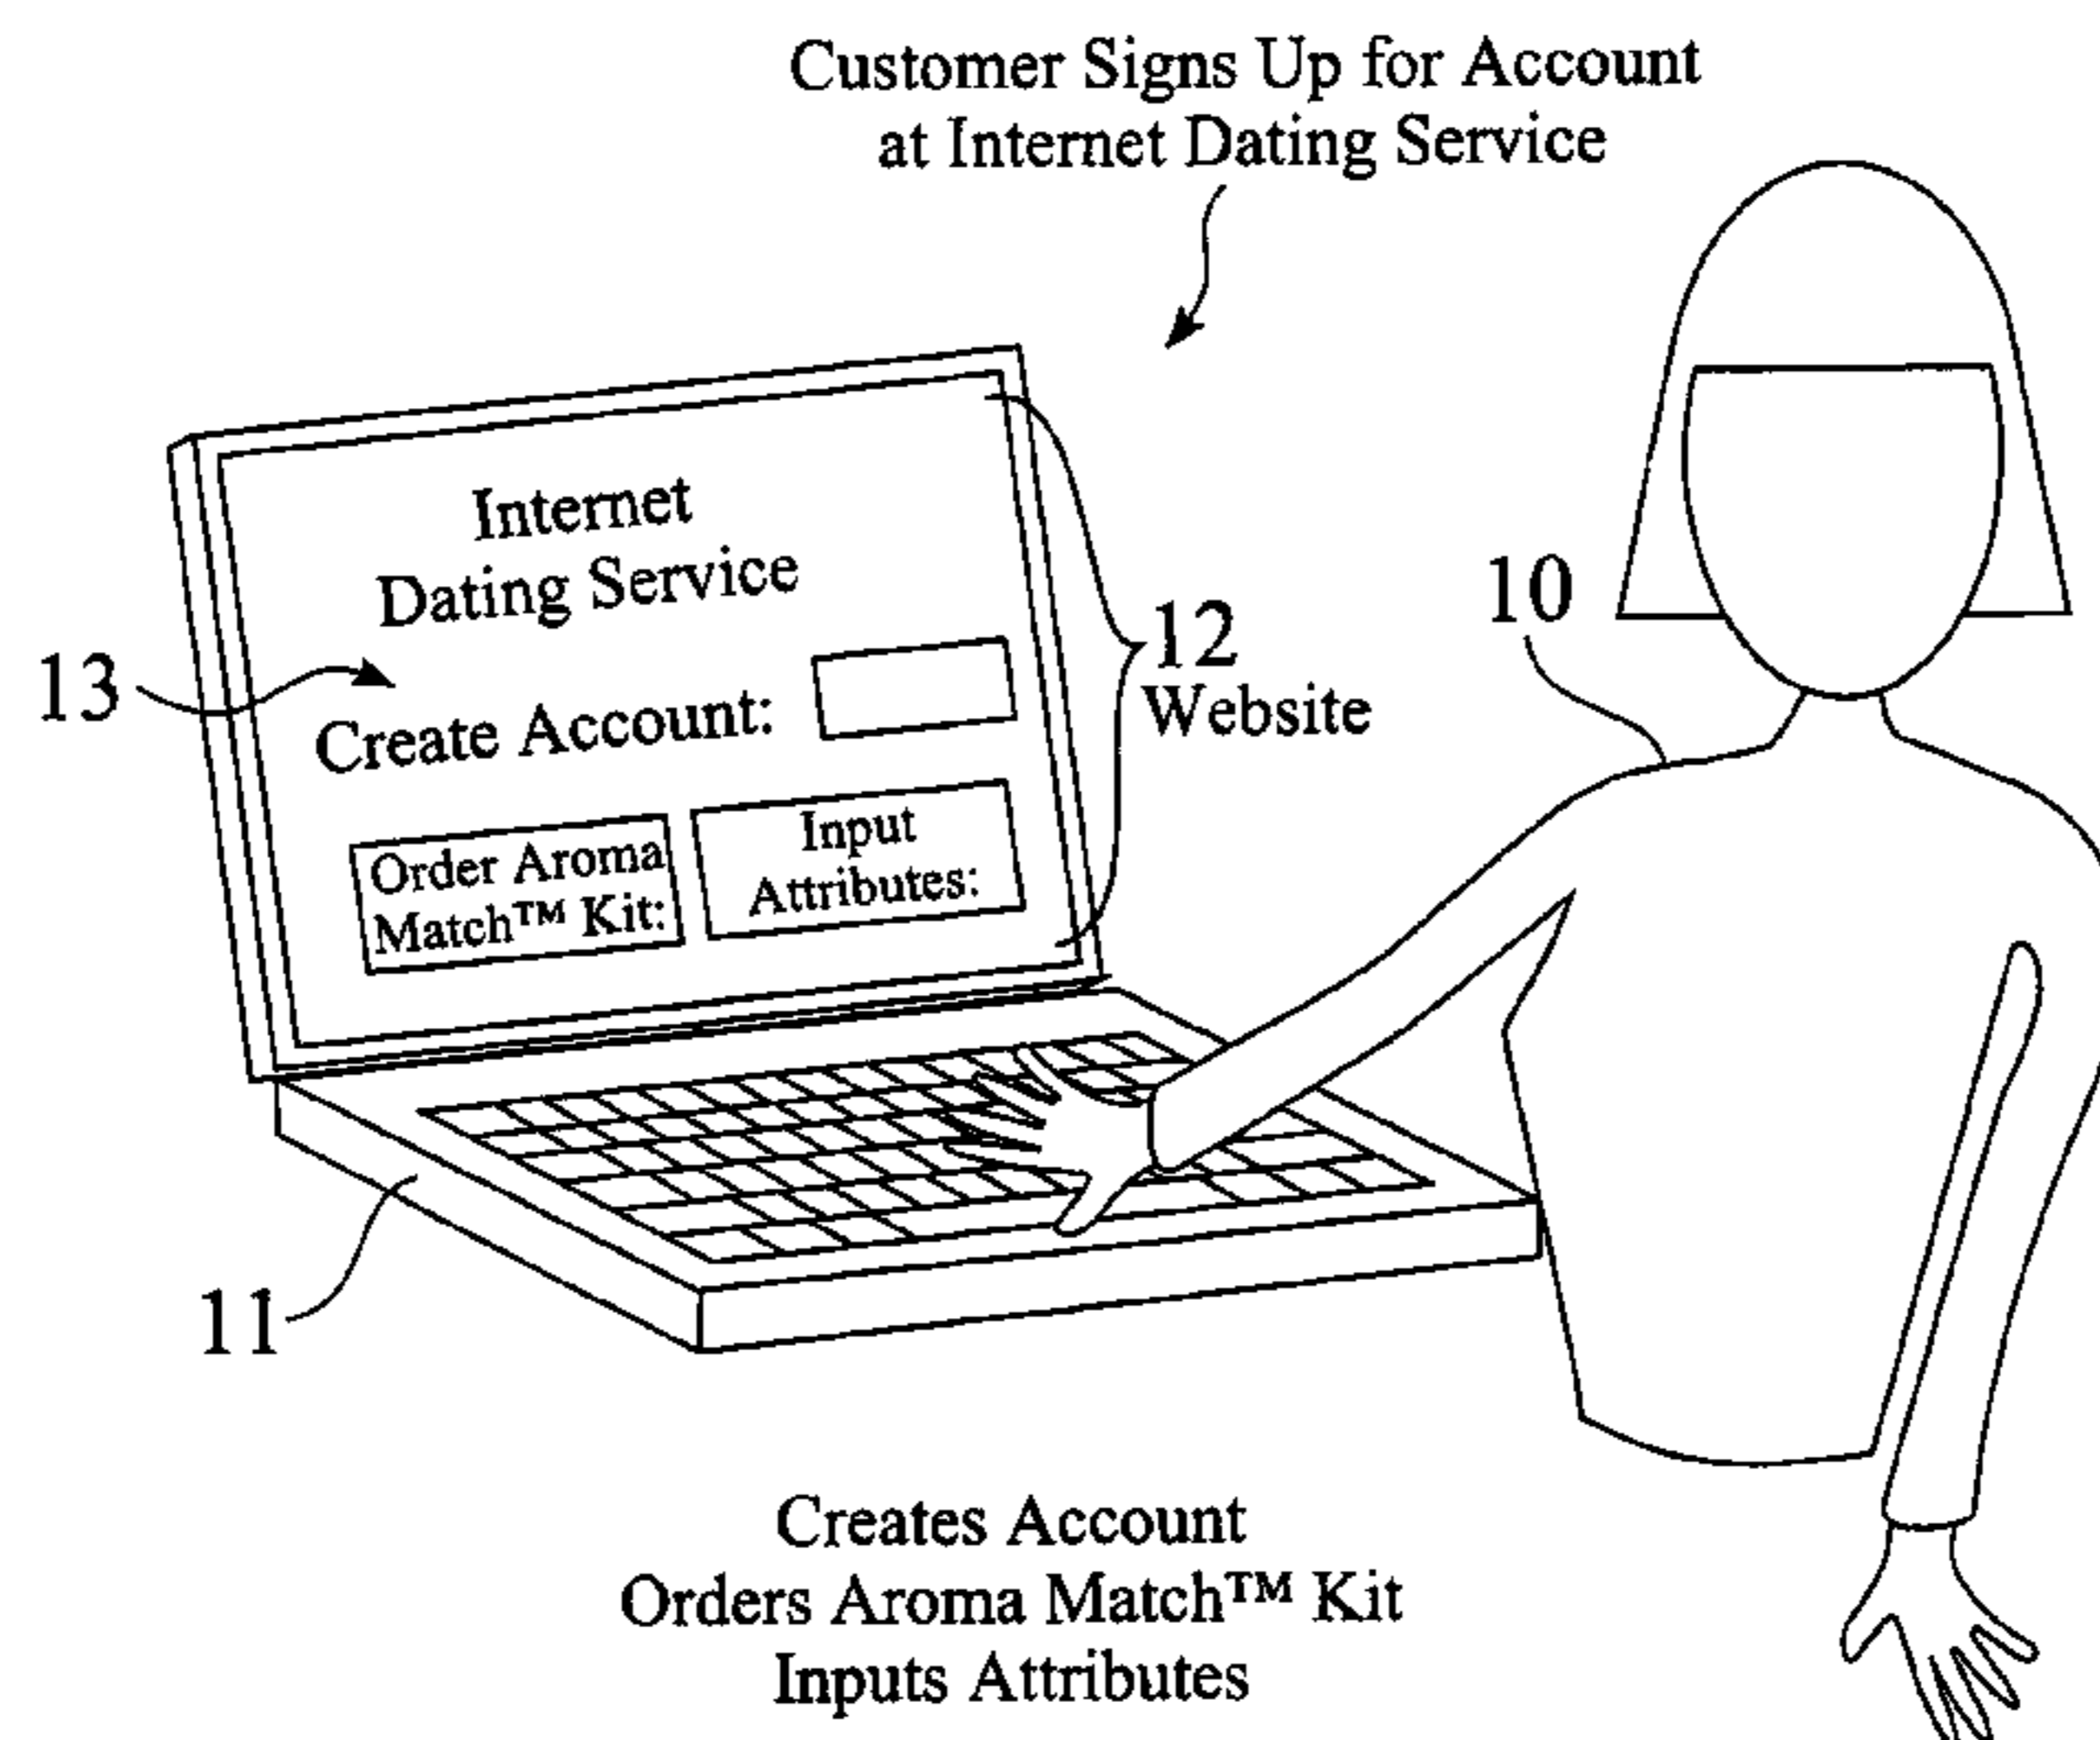 Customer Signs Up for Account
at Internet Dating Service
Internet
Dating Service
13
Create Account:
12
Website
10
Order Aroma
Match™ Kit:
Input
Attributes:
11
Creates Account
Orders Aroma Match™ Kit
Inputs Attributes